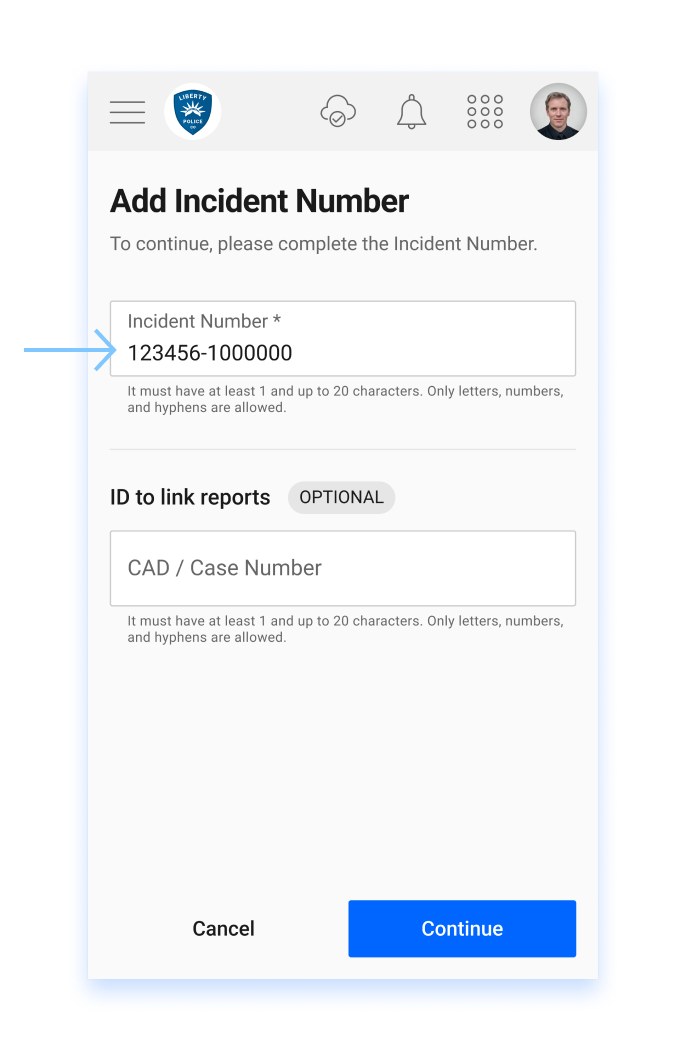 LIBERTY
POLICE
CO
Add Incident Number
To continue, please complete the Incident Number.
Incident Number *
123456-1000000
It must have at least 1 and up to 20 characters. Only letters, numbers,
and hyphens are allowed.
ID to link reports OPTIONAL
CAD / Case Number
It must have at least 1 and up to 20 characters. Only letters, numbers,
and hyphens are allowed.
Cancel Continue